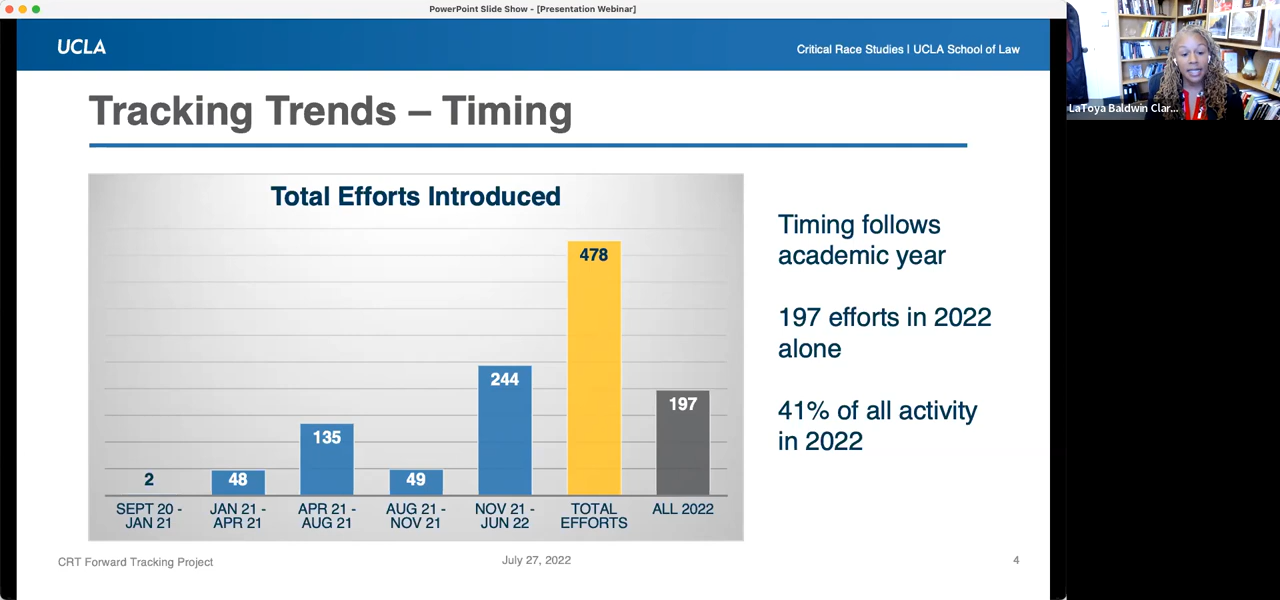 PowerPoint Slide Show - [Presentation Webinar]
UCLA
Critical Race Studies | UCLA School of Law
LaToya Baldwin Clar...
Tracking Trends – Timing
Total Efforts Introduced
2
48
135
49
244
478
197
SEPT 20 -
JAN 21
JAN 21 -
APR 21
APR 21 -
AUG 21
AUG 21 -
NOV 21
NOV 21 -
JUN 22
TOTAL
EFFORTS
ALL 2022
Timing follows
academic year
197 efforts in 2022
alone
41% of all activity
in 2022
CRT Forward Tracking Project
July 27, 2022
4